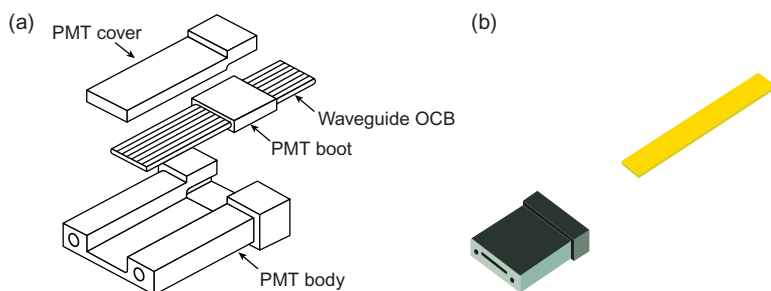 (a)
PMT cover
Waveguide OCB
PMT boot
PMT body
(b)